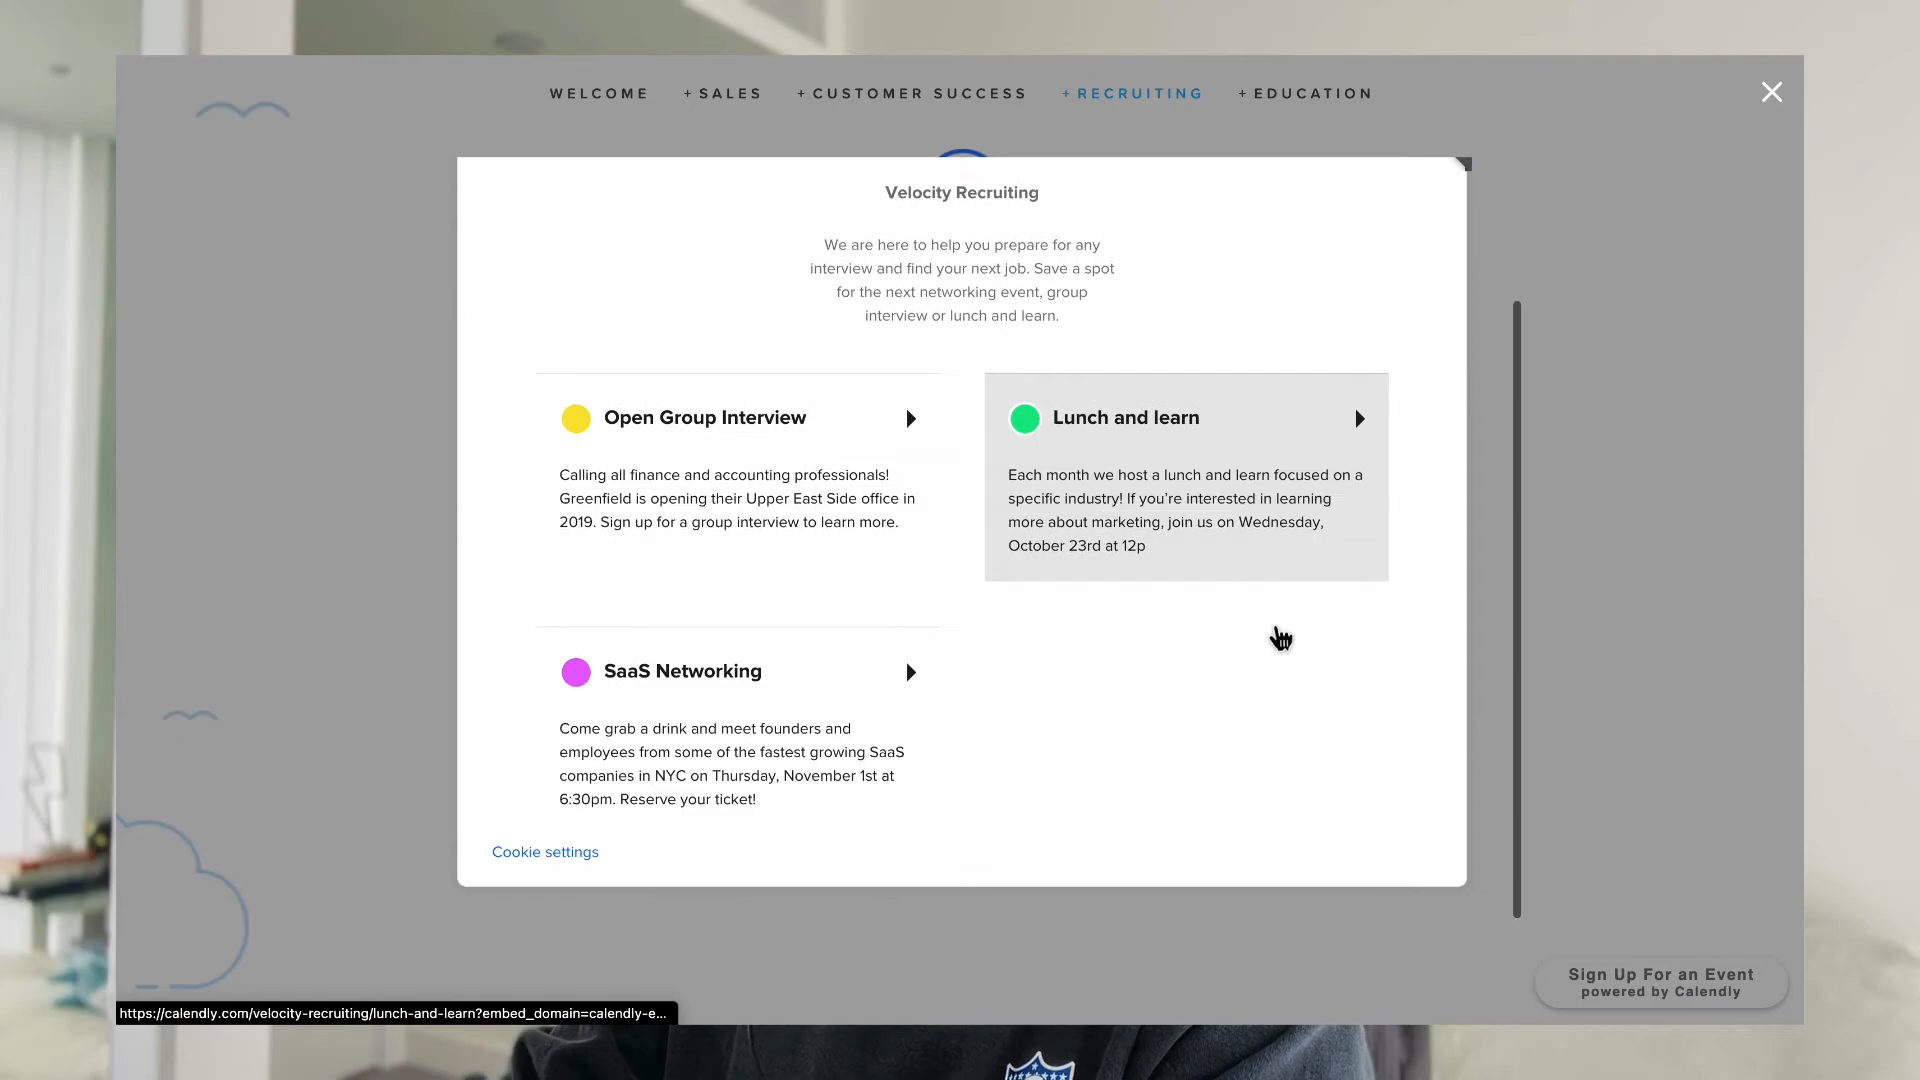 WELCOME + SALES + CUSTOMER SUCCESS + RECRUITING + EDUCATION
Velocity Recruiting
We are here to help you prepare for any
interview and find your next job. Save a spot
for the next networking event, group
interview or lunch and learn.
Open Group Interview
Calling all finance and accounting professionals!
Greenfield is opening their Upper East Side office in
2019. Sign up for a group interview to learn more.
Lunch and learn
Each month we host a lunch and learn focused on a
specific industry! If you’re interested in learning
more about marketing, join us on Wednesday,
October 23rd at 12p
SaaS Networking
Come grab a drink and meet founders and
employees from some of the fastest growing SaaS
companies in NYC on Thursday, November 1st at
6:30pm. Reserve your ticket!
Cookie settings
Sign Up For an Event
powered by Calendly
https://calendly.com/velocity-recruiting/lunch-and-learn?embed_domain=calendly-e...
NFL